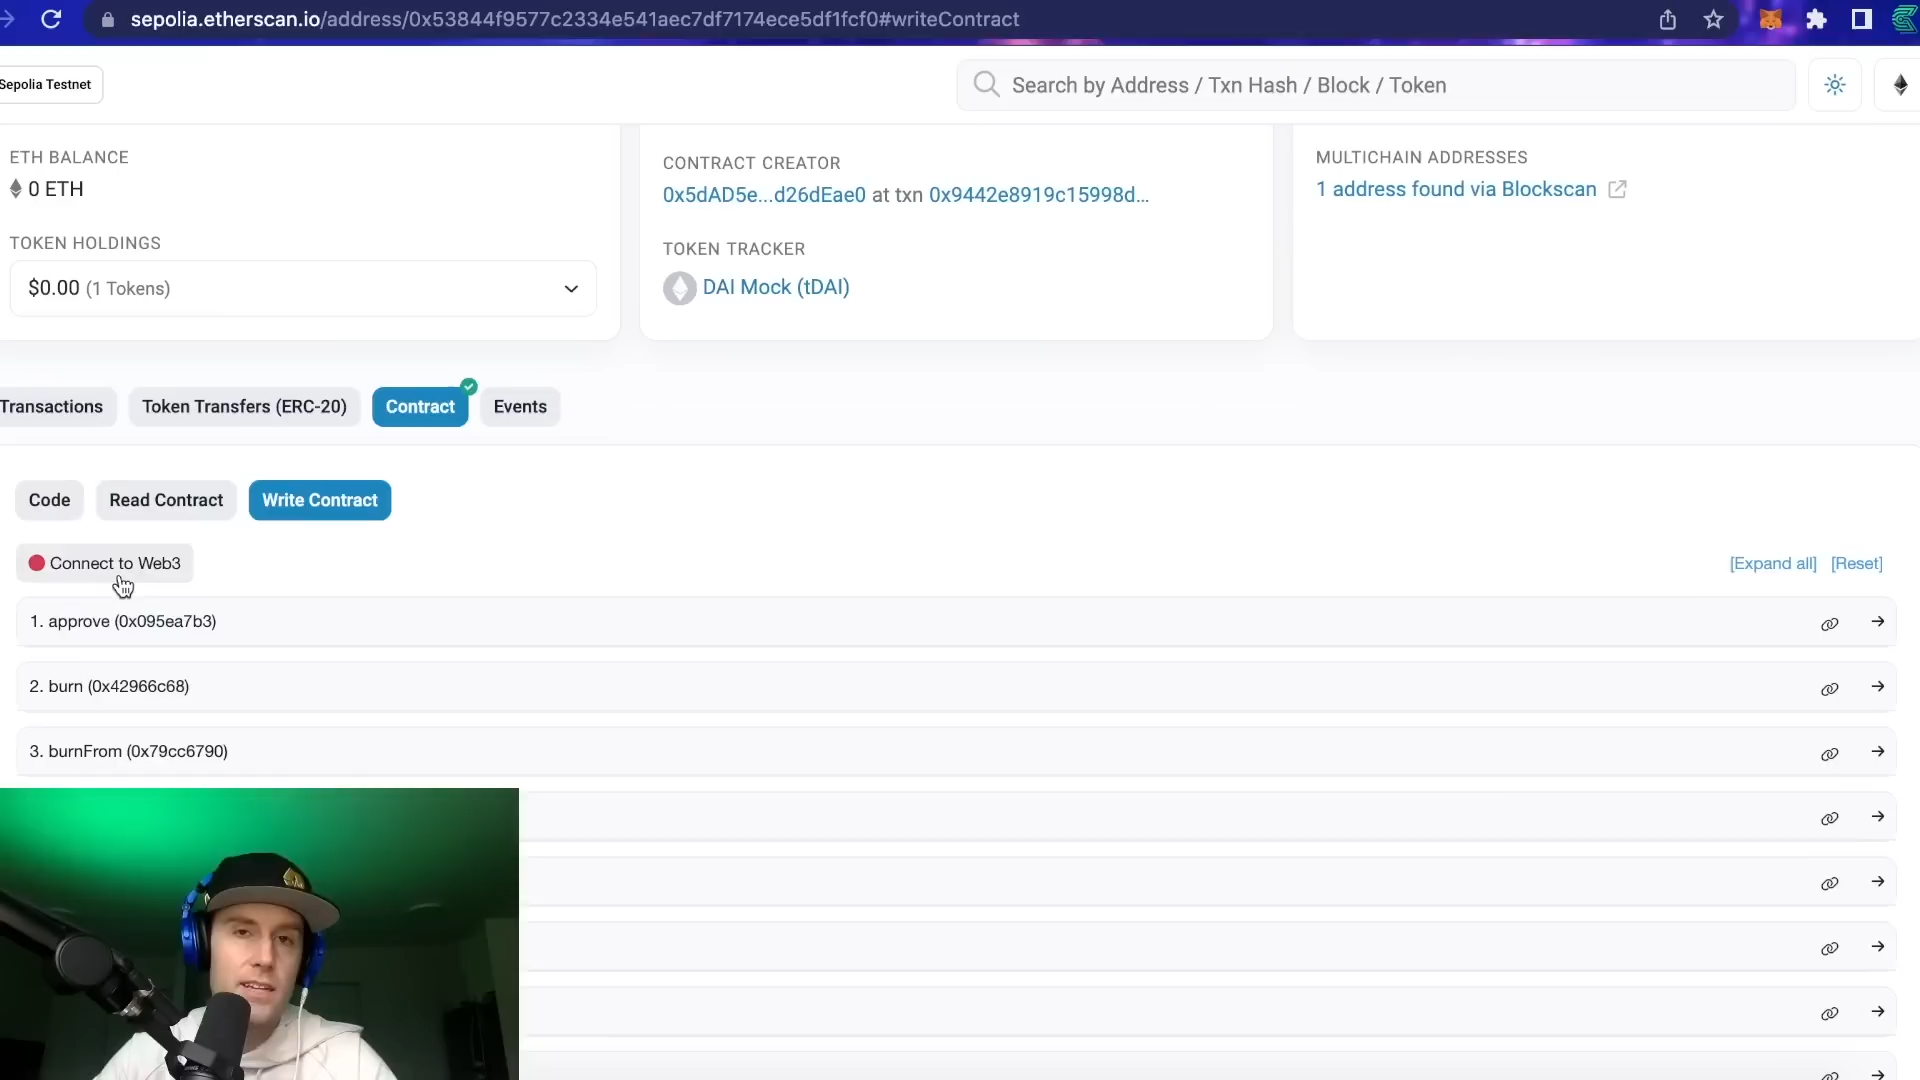 sepolia.etherscan.io/address/0x53844f9577c2334e541aec7df7174ece5df1fcf0#writeContract
Sepolia Testnet
Search by Address / Txn Hash / Block / Token
ETH BALANCE
0 ETH
TOKEN HOLDINGS
$0.00 (1 Tokens)
CONTRACT CREATOR
0x5dAD5e...d26dEae0 at txn 0x9442e8919c15998d...
TOKEN TRACKER
DAI Mock (tDAI)
MULTICHAIN ADDRESSES
1 address found via Blockscan
Transactions
Token Transfers (ERC-20)
Contract
Events
Code
Read Contract
Write Contract
Connect to Web3
[Expand all]
[Reset]
1. approve (0x095ea7b3)
2. burn (0x42966c68)
3. burnFrom (0x79cc6790)